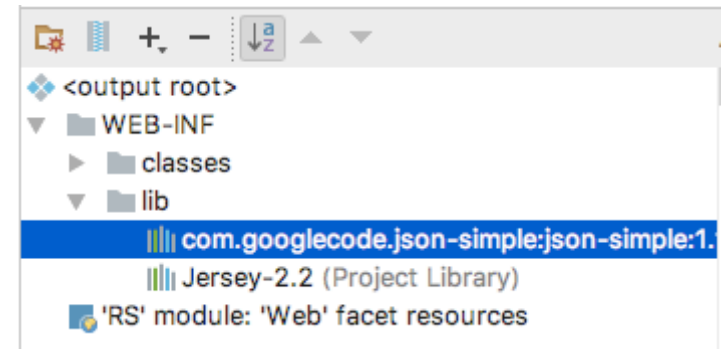 <output root>
WEB-INF
classes
lib
com.googlecode.json-simple:json-simple:1.
Jersey-2.2 (Project Library)
'RS' module: 'Web' facet resources